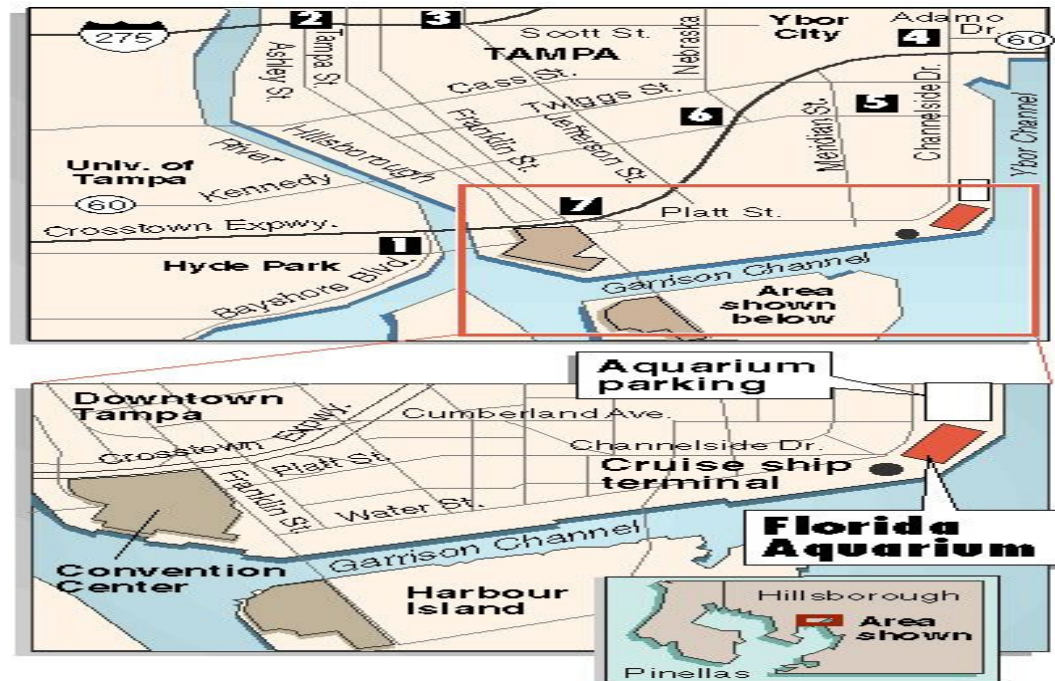 275
2
3
Scott St.
Ybor
City
Adamo
Dr.
4
60
Ashley St.
Tampa St.
TAMPA
Nebraska
Cass St.
Twiggs St.
6
5
Channelside Dr.
Ybor Channel
Meridian St.
Franklin St.
Jefferson St.
Hillsborough
River
Univ. of
Tampa
60
Kennedy
7
Platt St.
Crosstown Expwy.
1
Hyde Park
Bayshore Blvd.
Garrison Channel
Area
shown
below
Aquarium
parking
Downtown
Tampa
Crosstown Expwy.
Cumberland Ave.
Channelside Dr.
Platt St.
Cruise ship
terminal
Franklin St.
Water St.
Florida
Aquarium
Garrison Channel
Convention
Center
Harbour
Island
Hillsborough
Area
shown
Pinellas